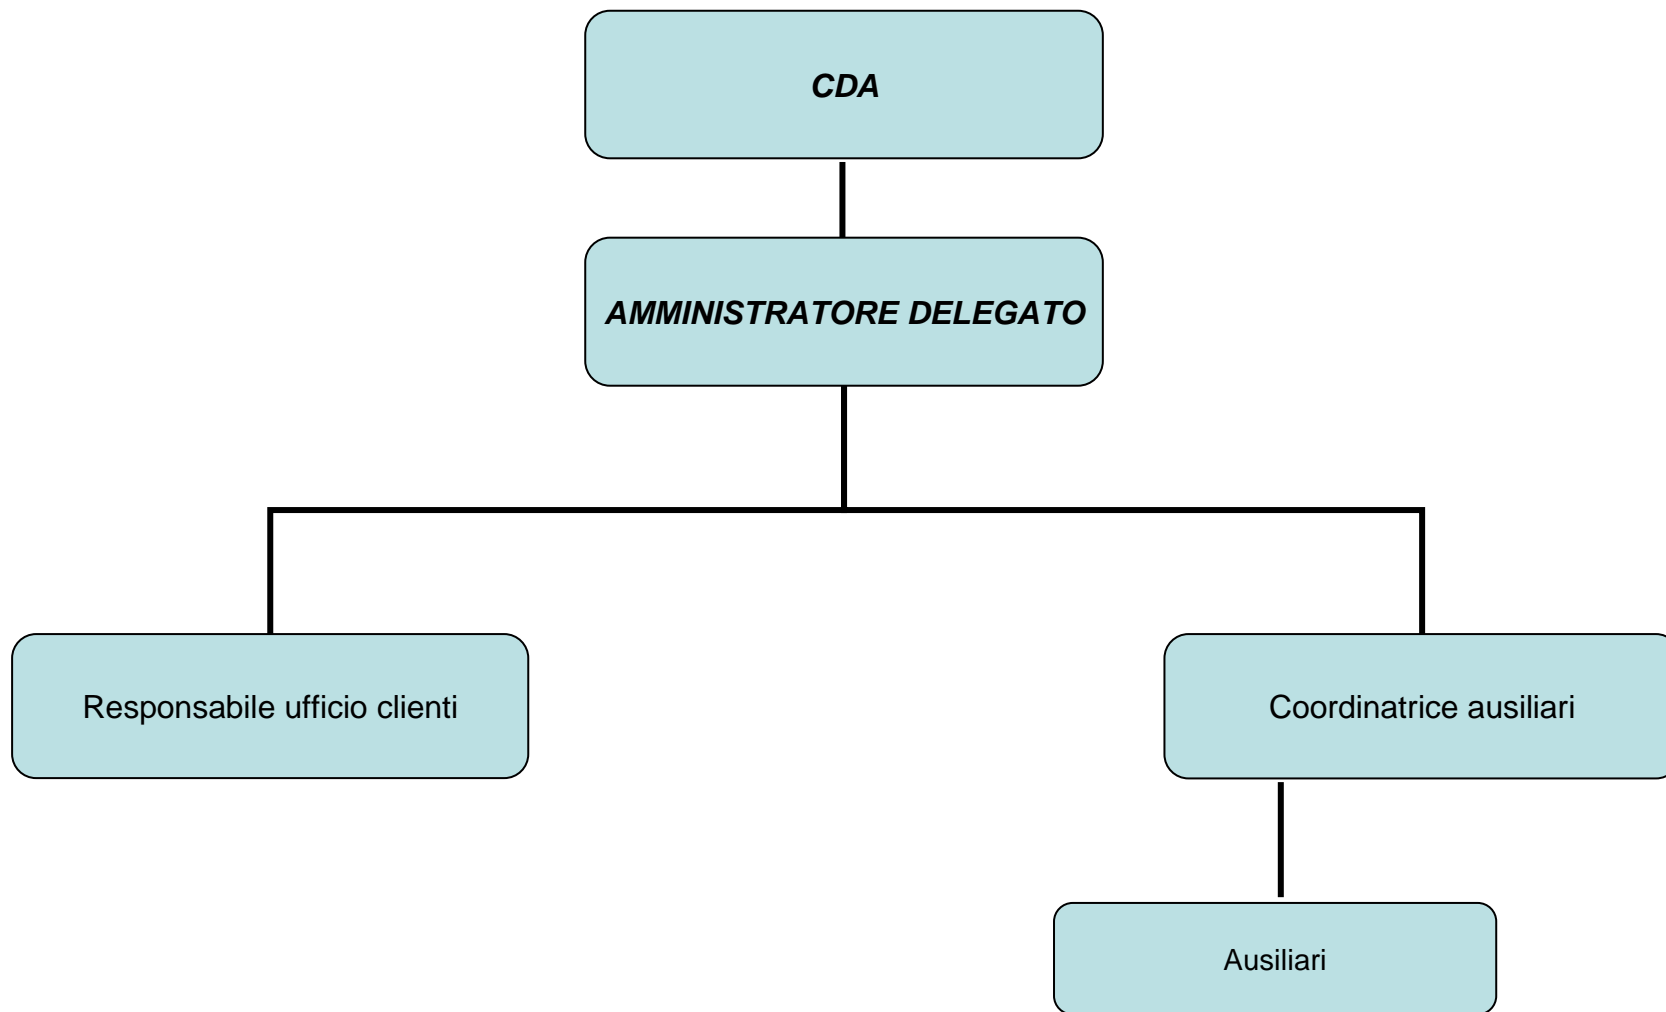 CDA
AMMINISTRATORE DELEGATO
Responsabile ufficio clienti
Coordinatrice ausiliari
Ausiliari